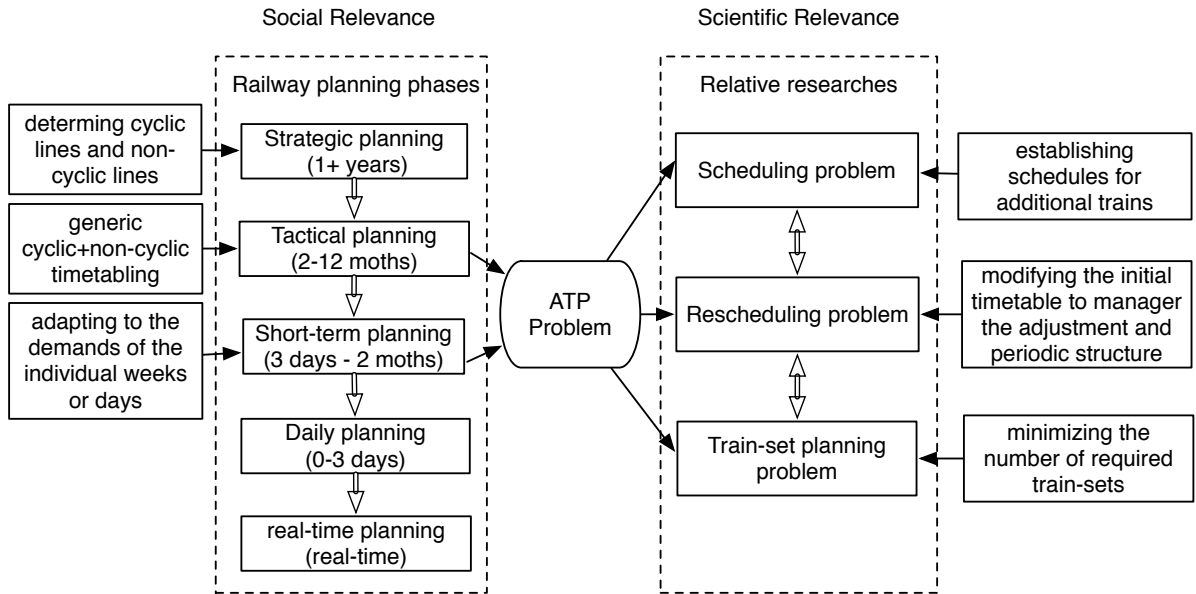 Social Relevance
Scientific Relevance
Railway planning phases
Relative researches
determing cyclic
lines and non-
cyclic lines
generic
cyclic+non-cyclic
timetabling
adapting to the
demands of the
individual weeks
or days
Strategic planning
(1+ years)
Tactical planning
(2-12 moths)
Short-term planning
(3 days - 2 moths)
Daily planning
(0-3 days)
real-time planning
(real-time)
ATP
Problem
Scheduling problem
Rescheduling problem
Train-set planning
problem
establishing
schedules for
additional trains
modifying the initial
timetable to manager
the adjustment and
periodic structure
minimizing the
number of required
train-sets